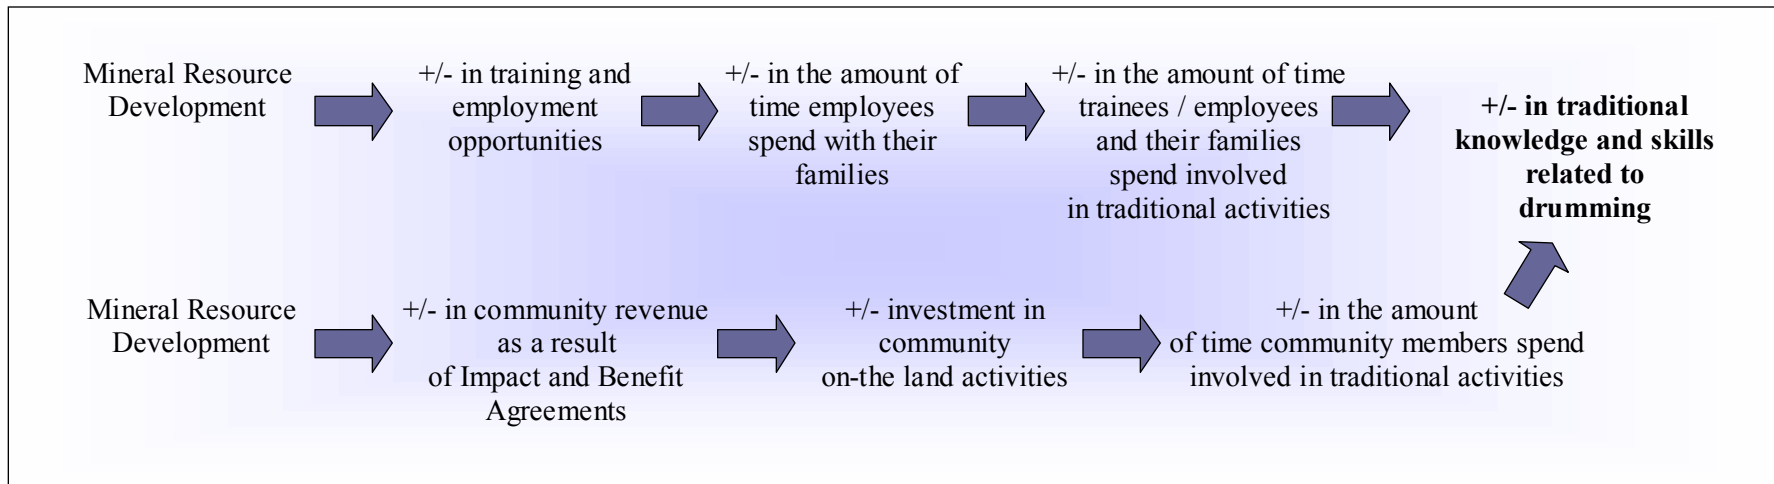 Mineral Resource
Development
+/- in training and
employment
opportunities
+/- in the amount of
time employees
spend with their
families
+/- in the amount of time
trainees / employees
and their families
spend involved
in traditional activities
+/- in traditional
knowledge and skills
related to
drumming
Mineral Resource
Development
+/- in community revenue
as a result
of Impact and Benefit
Agreements
+/- investment in
community
on-the land activities
+/- in the amount
of time community members spend
involved in traditional activities